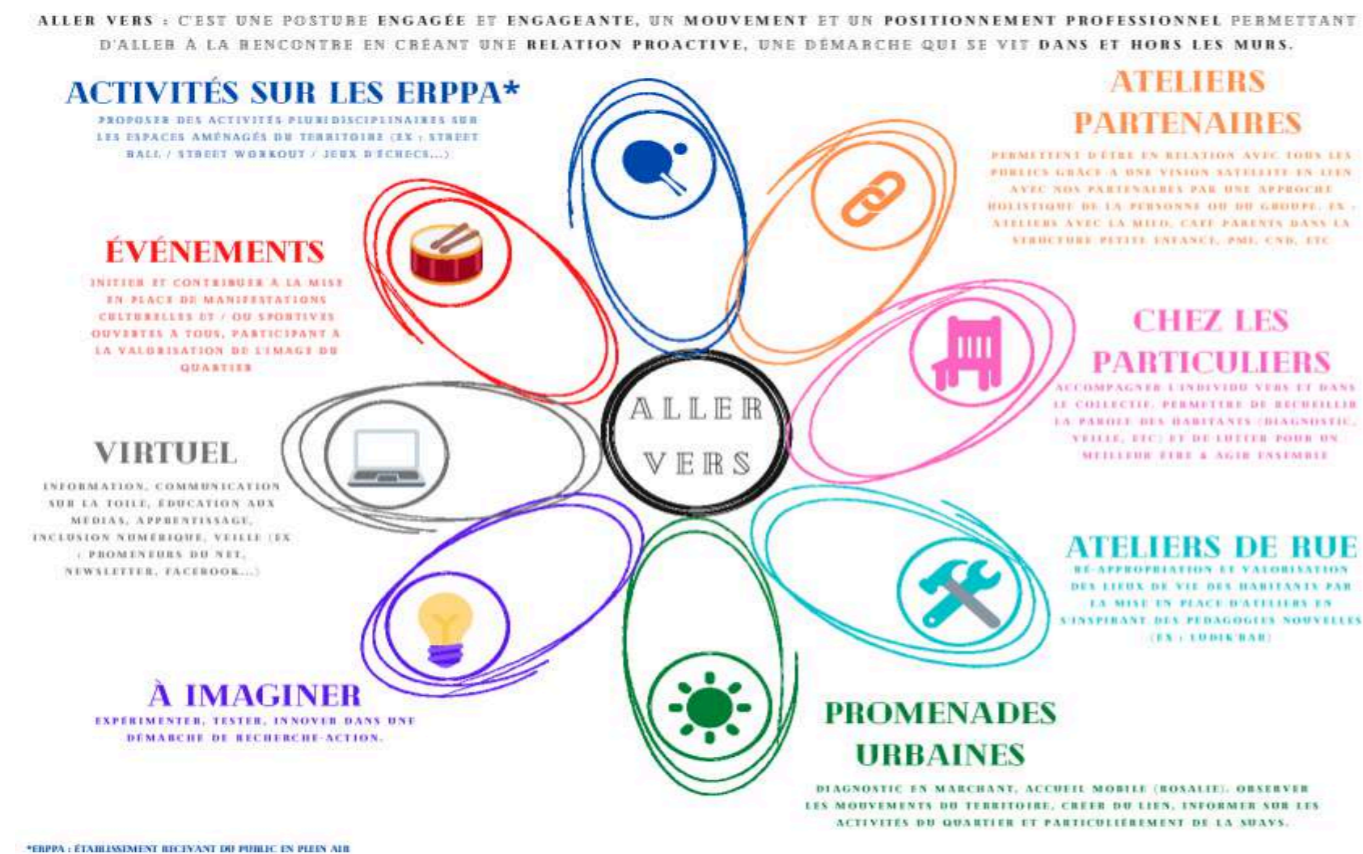 ALLER VERS : C'EST UNE POSTURE ENGAGÉE ET ENGAGEANTE, UN MOUVEMENT ET UN POSITIONNEMENT PROFESSIONNEL PERMETTANT
D'ALLER À LA RENCONTRE EN CRÉANT UNE RELATION PROACTIVE, UNE DÉMARCHE QUI SE VIT DANS ET HORS LES MURS.
ACTIVITÉS SUR LES ERPPA*
PROPOSER DES ACTIVITÉS PLURIDISCIPLINAIRES SUR
LES ESPACES AMÉNAGÉS DU TERRITOIRE (EX : STREET
BALL / STREET WORKOUT / JEUX D'ÉCHECS...)
ATELIERS
PARTENAIRES
PERMETTENT D'ÊTRE EN RELATION AVEC TOUS LES
PUBLICS GRÂCE A UNE VISION SATELLITE EN LIEN
AVEC NOS PARTENAIRES PAR UNE APPROCHE
HOLISTIQUE DE LA PERSONNE OU DU GROUPE. EX :
ATELIERS AVEC LA MIFO, CAFÉ PARENTS DANS LA
STRUCTURE PETITE ENFANCE, PMI, CND, ETC
ÉVÉNEMENTS
INITIER ET CONTRIBUER À LA MISE
EN PLACE DE MANIFESTATIONS
CULTURELLES ET / OU SPORTIVES
OUVERTES À TOUS, PARTICIPANT À
LA VALORISATION DE L'IMAGE DU
QUARTIER
CHEZ LES
PARTICULIERS
ACCOMPAGNER L'INDIVIDU VERS ET DANS
LE COLLECTIF, PERMETTRE DE RECUEILLIR
LA PAROLE DES HABITANTS (DIAGNOSTIC,
VEILLE, ETC) ET DE LUTTER POUR UN
MEILLEUR ÊTRE & AGIR ENSEMBLE
ALLER
VERS
VIRTUEL
INFORMATION, COMMUNICATION
SUR LA TOILE, ÉDUCATION AUX
MÉDIAS, APPRENTISSAGE,
INCLUSION NUMÉRIQUE, VEILLE (EX
: PROMENEURS DU NET,
NEWSLETTER, FACEBOOK...)
ATELIERS DE RUE
RÉ-APPROPRIATION ET VALORISATION
DES LIEUX DE VIE DES HABITANTS PAR
LA MISE EN PLACE D'ATELIERS EN
S'INSPIRANT DES PÉDAGOGIES NOUVELLES
(EX : LUDIK'BAR)
À IMAGINER
EXPÉRIMENTER, TESTER, INNOVER DANS UNE
DÉMARCHE DE RECHERCHE-ACTION.
PROMENADES
URBAINES
DIAGNOSTIC EN MARCHANT, ACCUEIL MOBILE (ROSALIE). OBSERVER
LES MOUVEMENTS DU TERRITOIRE, CRÉER DU LIEN, INFORMER SUR LES
ACTIVITÉS DU QUARTIER ET PARTICULIÈREMENT DE LA SUAVS.
*ERPPA : ÉTABLISSEMENT RECEVANT DU PUBLIC EN PLEIN AIR